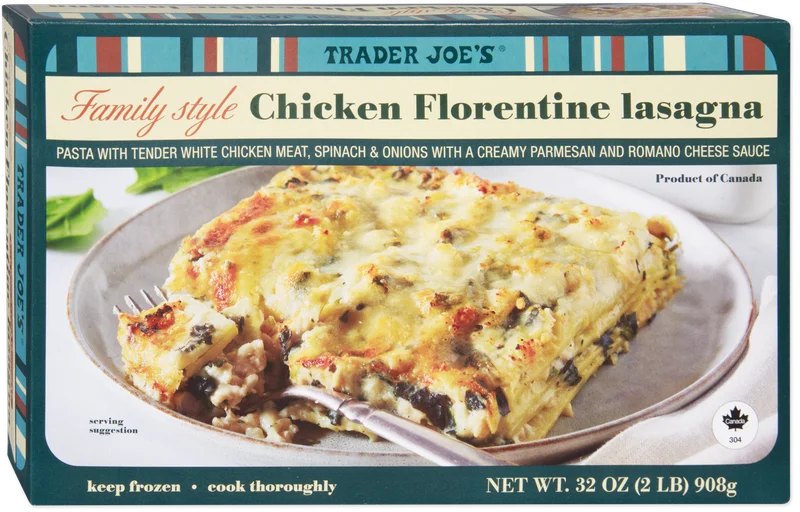 TRADER JOE'S®
Family style Chicken Florentine lasagna
PASTA WITH TENDER WHITE CHICKEN MEAT, SPINACH & ONIONS WITH A CREAMY PARMESAN AND ROMANO CHEESE SAUCE
Product of Canada
serving
suggestion
Canada
304
keep frozen • cook thoroughly
NET WT. 32 OZ (2 LB) 908g
TRADER JOE'S